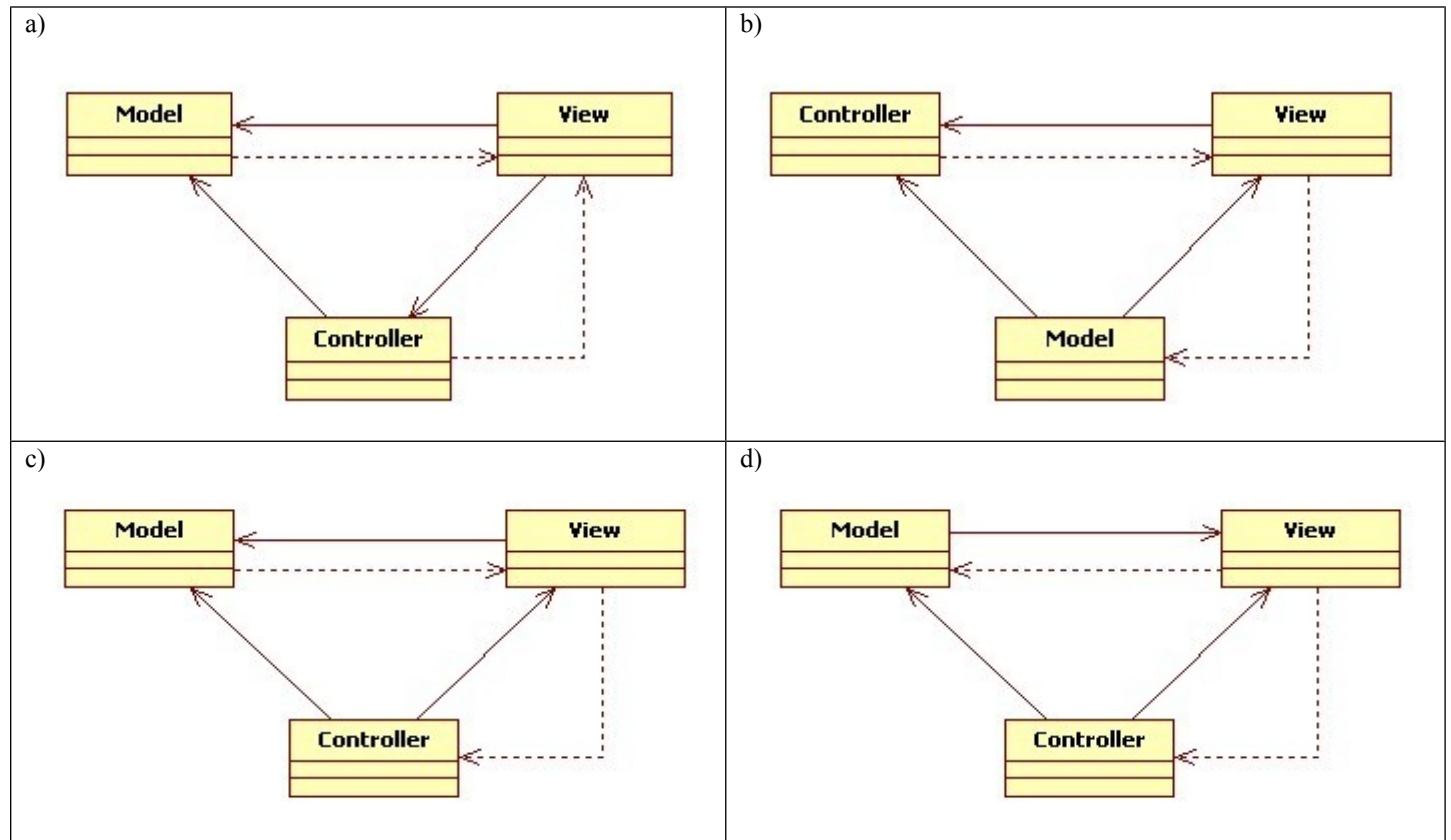 a)
Model
View
Controller
b)
Controller
View
Model
c)
Model
View
Controller
d)
Model
View
Controller